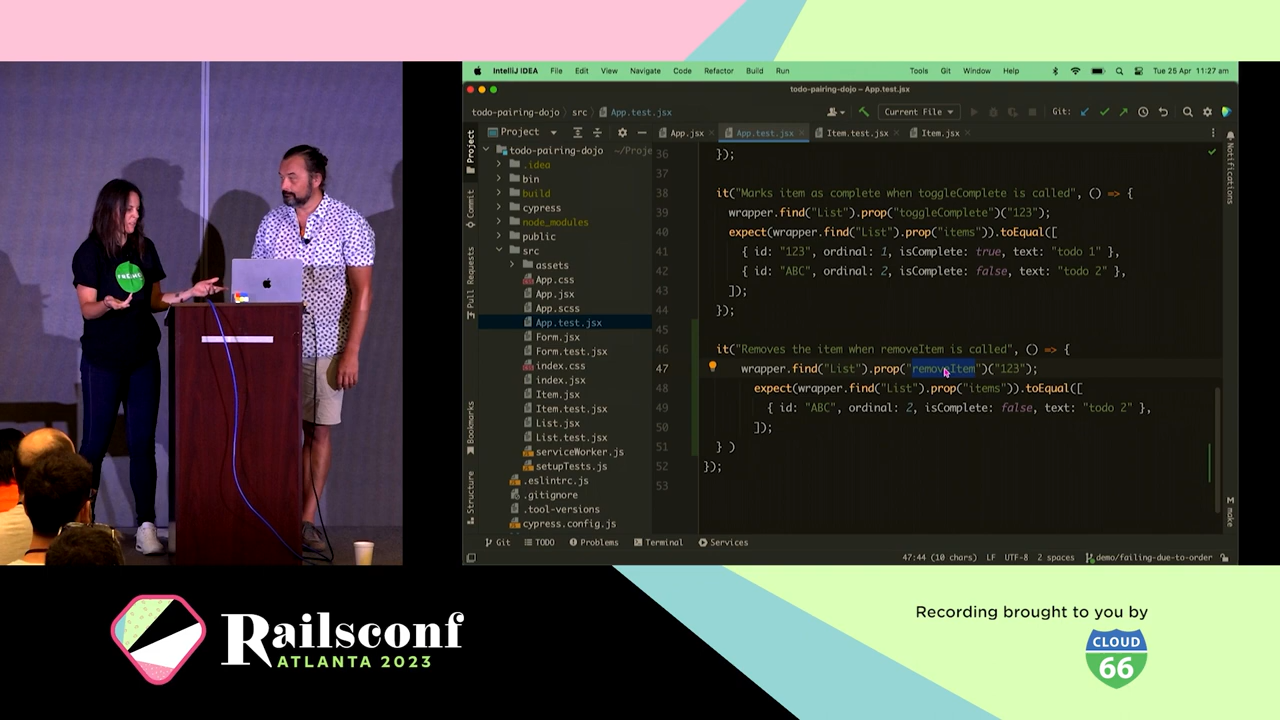 IntelliJ IDEA File Edit View Navigate Code Refactor Build Run Tools Git Window Help Tue 25 Apr 11:27 am
todo-pairing-dojo – App.test.jsx
todo-pairing-dojo src App.test.jsx
Current File
Git:
Project
App.jsx
App.test.jsx
Item.test.jsx
Item.jsx
Project
Commit
Pull Requests
Bookmarks
Structure
Notifications
make
todo-pairing-dojo ~/Proje
.idea
bin
build
cypress
node_modules
public
src
assets
App.css
App.jsx
App.scss
App.test.jsx
Form.jsx
Form.test.jsx
index.css
index.jsx
Item.jsx
Item.test.jsx
List.jsx
List.test.jsx
serviceWorker.js
setupTests.js
.eslintrc.js
.gitignore
.tool-versions
cypress.config.js
36 });
37
38 it("Marks item as complete when toggleComplete is called", () => {
39 wrapper.find("List").prop("toggleComplete")("123");
40 expect(wrapper.find("List").prop("items")).toEqual([
41 { id: "123", ordinal: 1, isComplete: true, text: "todo 1" },
42 { id: "ABC", ordinal: 2, isComplete: false, text: "todo 2" },
43 ]);
44 });
45
46 it("Removes the item when removeItem is called", () => {
47 wrapper.find("List").prop("removeItem")("123");
48 expect(wrapper.find("List").prop("items")).toEqual([
49 { id: "ABC", ordinal: 2, isComplete: false, text: "todo 2" },
50 ]);
51 } )
52 });
53
Git TODO Problems Terminal Services
47:44 (10 chars) LF UTF-8 2 spaces demo/failing-due-to-order
Railsconf
ATLANTA 2023
Recording brought to you by
CLOUD
66